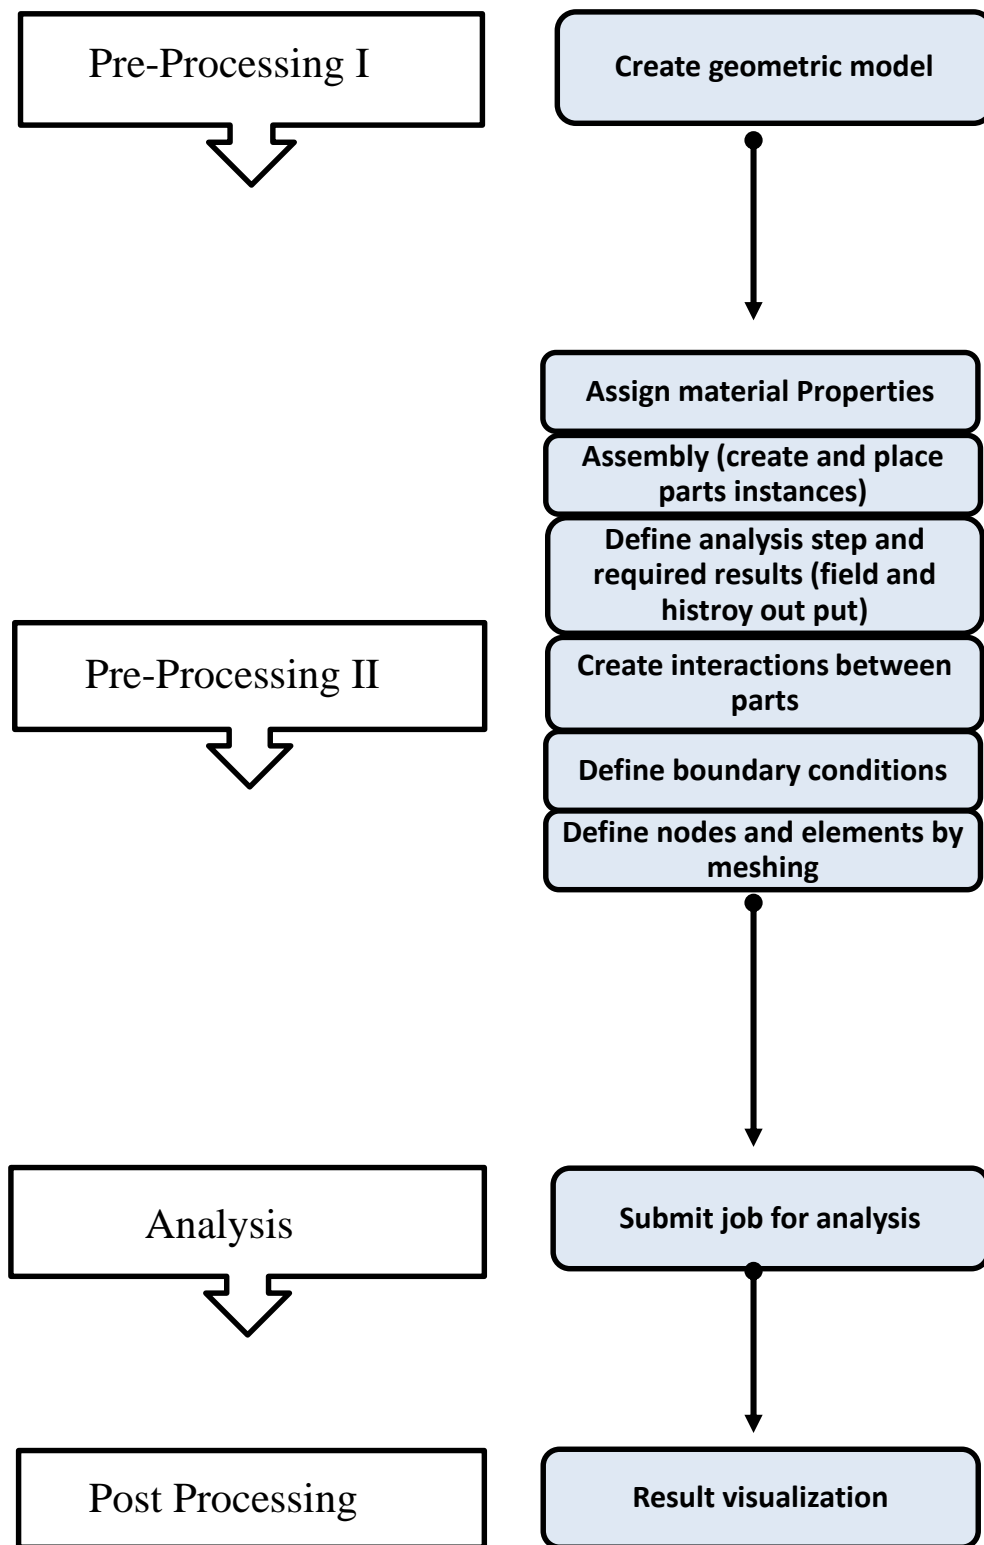 Pre-Processing I
Create geometric model
Assign material Properties
Assembly (create and place
parts instances)
Define analysis step and
required results (field and
histroy out put)
Pre-Processing II
Create interactions between
parts
Define boundary conditions
Define nodes and elements by
meshing
Analysis
Submit job for analysis
Post Processing
Result visualization